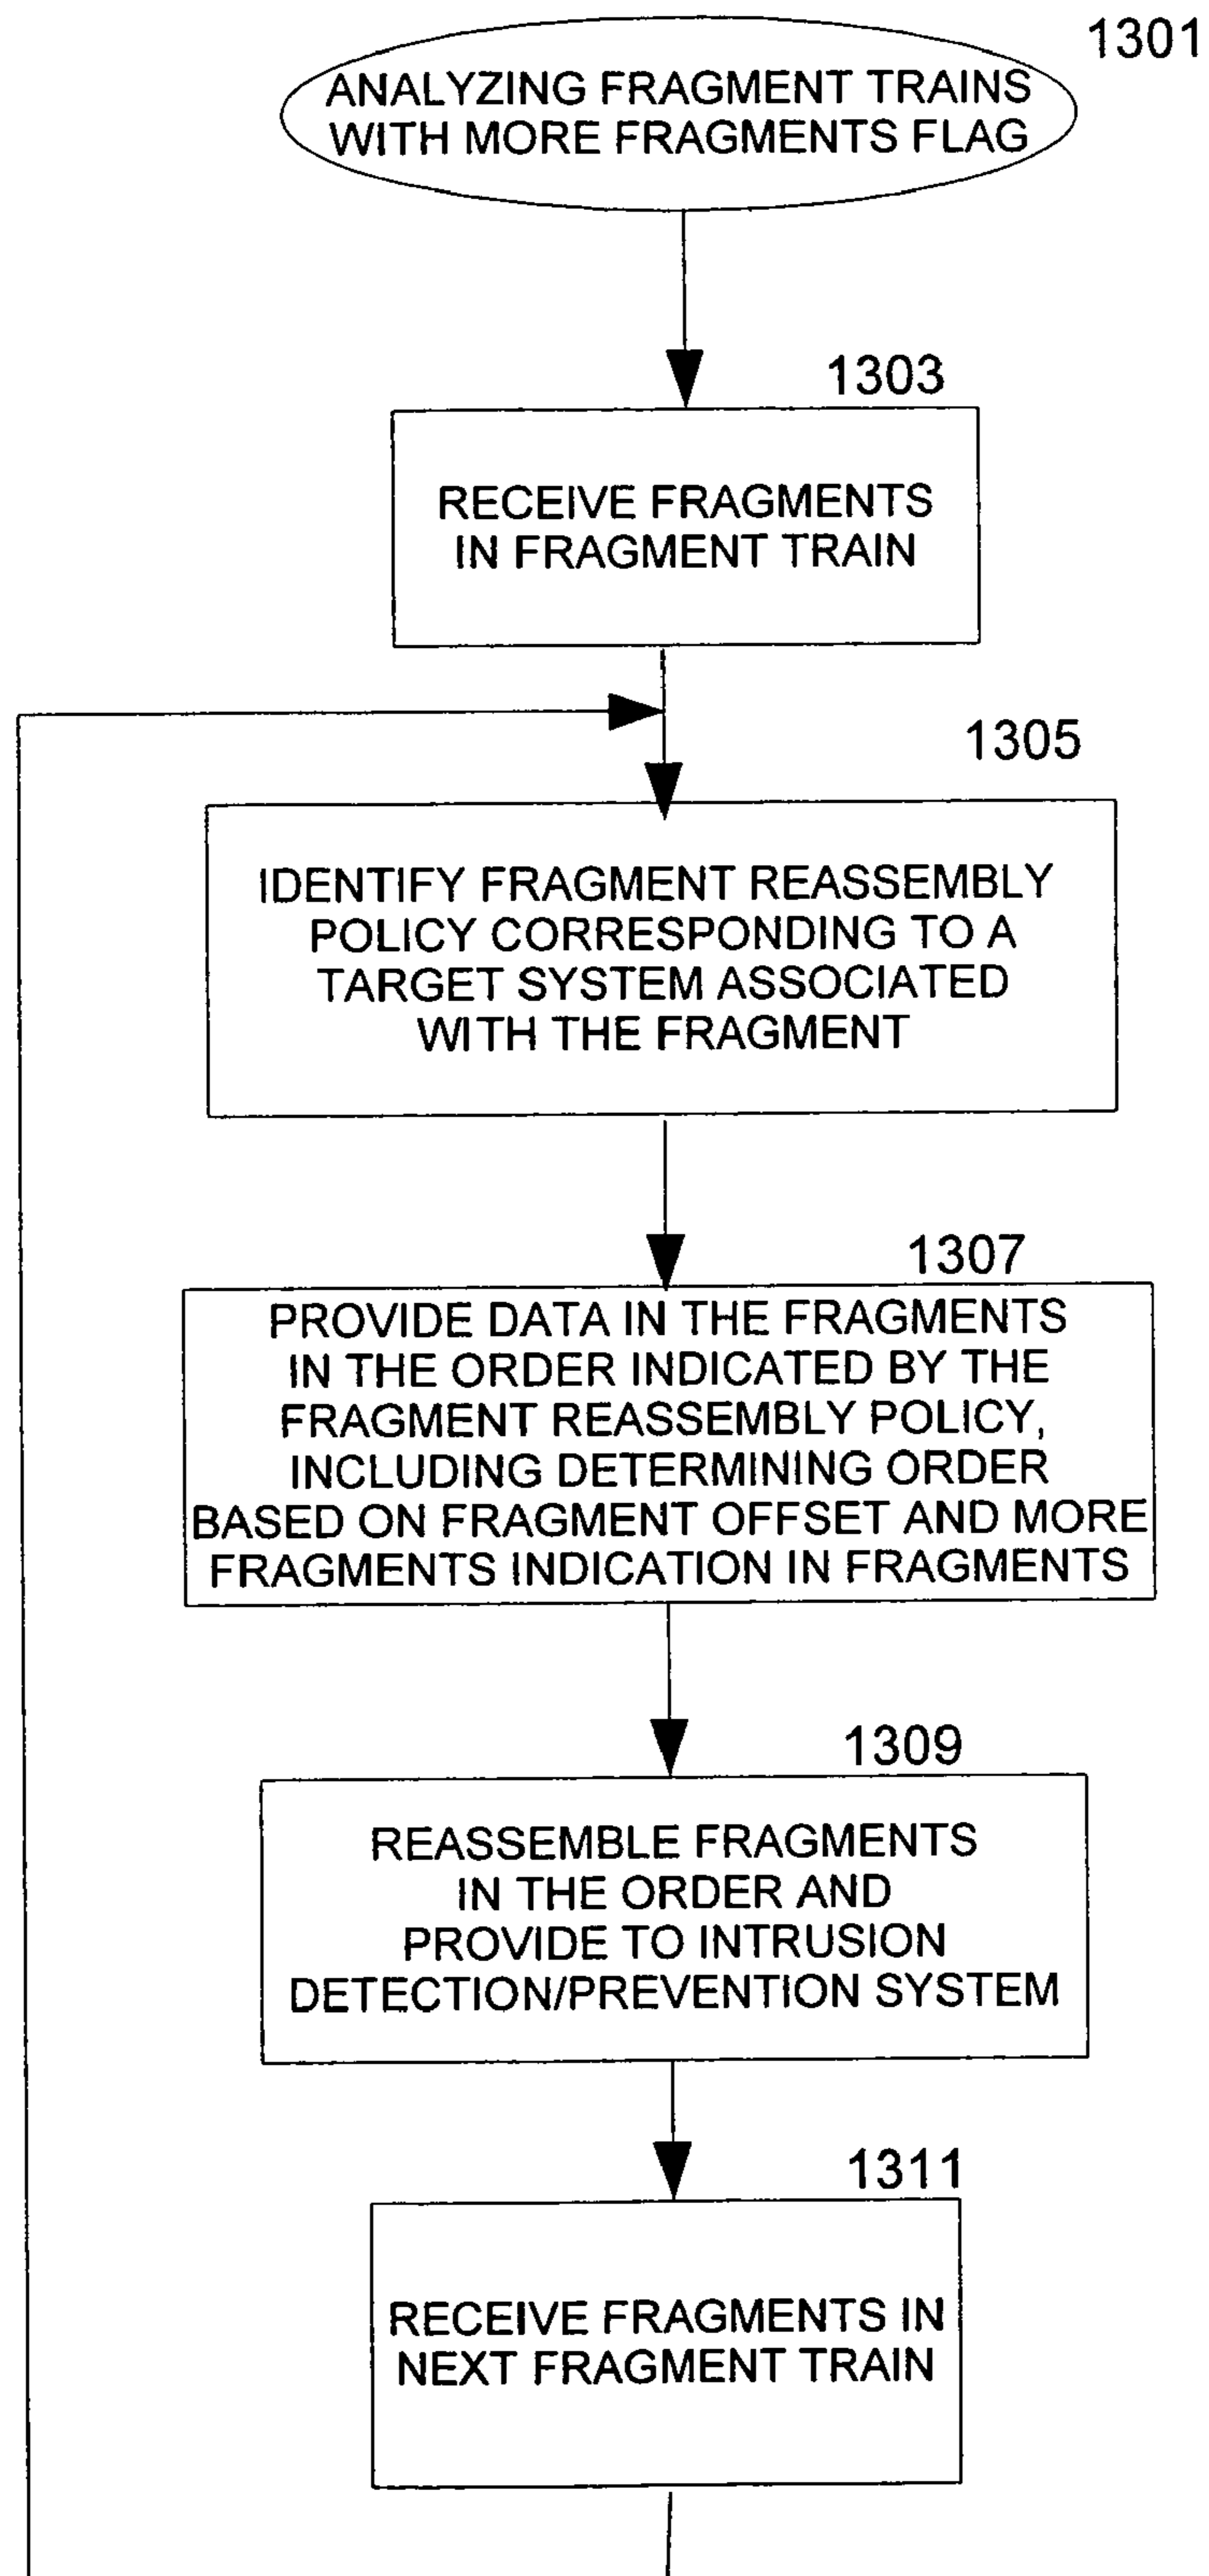 1301
ANALYZING FRAGMENT TRAINS
WITH MORE FRAGMENTS FLAG
1303
RECEIVE FRAGMENTS
IN FRAGMENT TRAIN
1305
IDENTIFY FRAGMENT REASSEMBLY
POLICY CORRESPONDING TO A
TARGET SYSTEM ASSOCIATED
WITH THE FRAGMENT
1307
PROVIDE DATA IN THE FRAGMENTS
IN THE ORDER INDICATED BY THE
FRAGMENT REASSEMBLY POLICY,
INCLUDING DETERMINING ORDER
BASED ON FRAGMENT OFFSET AND MORE
FRAGMENTS INDICATION IN FRAGMENTS
1309
REASSEMBLE FRAGMENTS
IN THE ORDER AND
PROVIDE TO INTRUSION
DETECTION/PREVENTION SYSTEM
1311
RECEIVE FRAGMENTS IN
NEXT FRAGMENT TRAIN